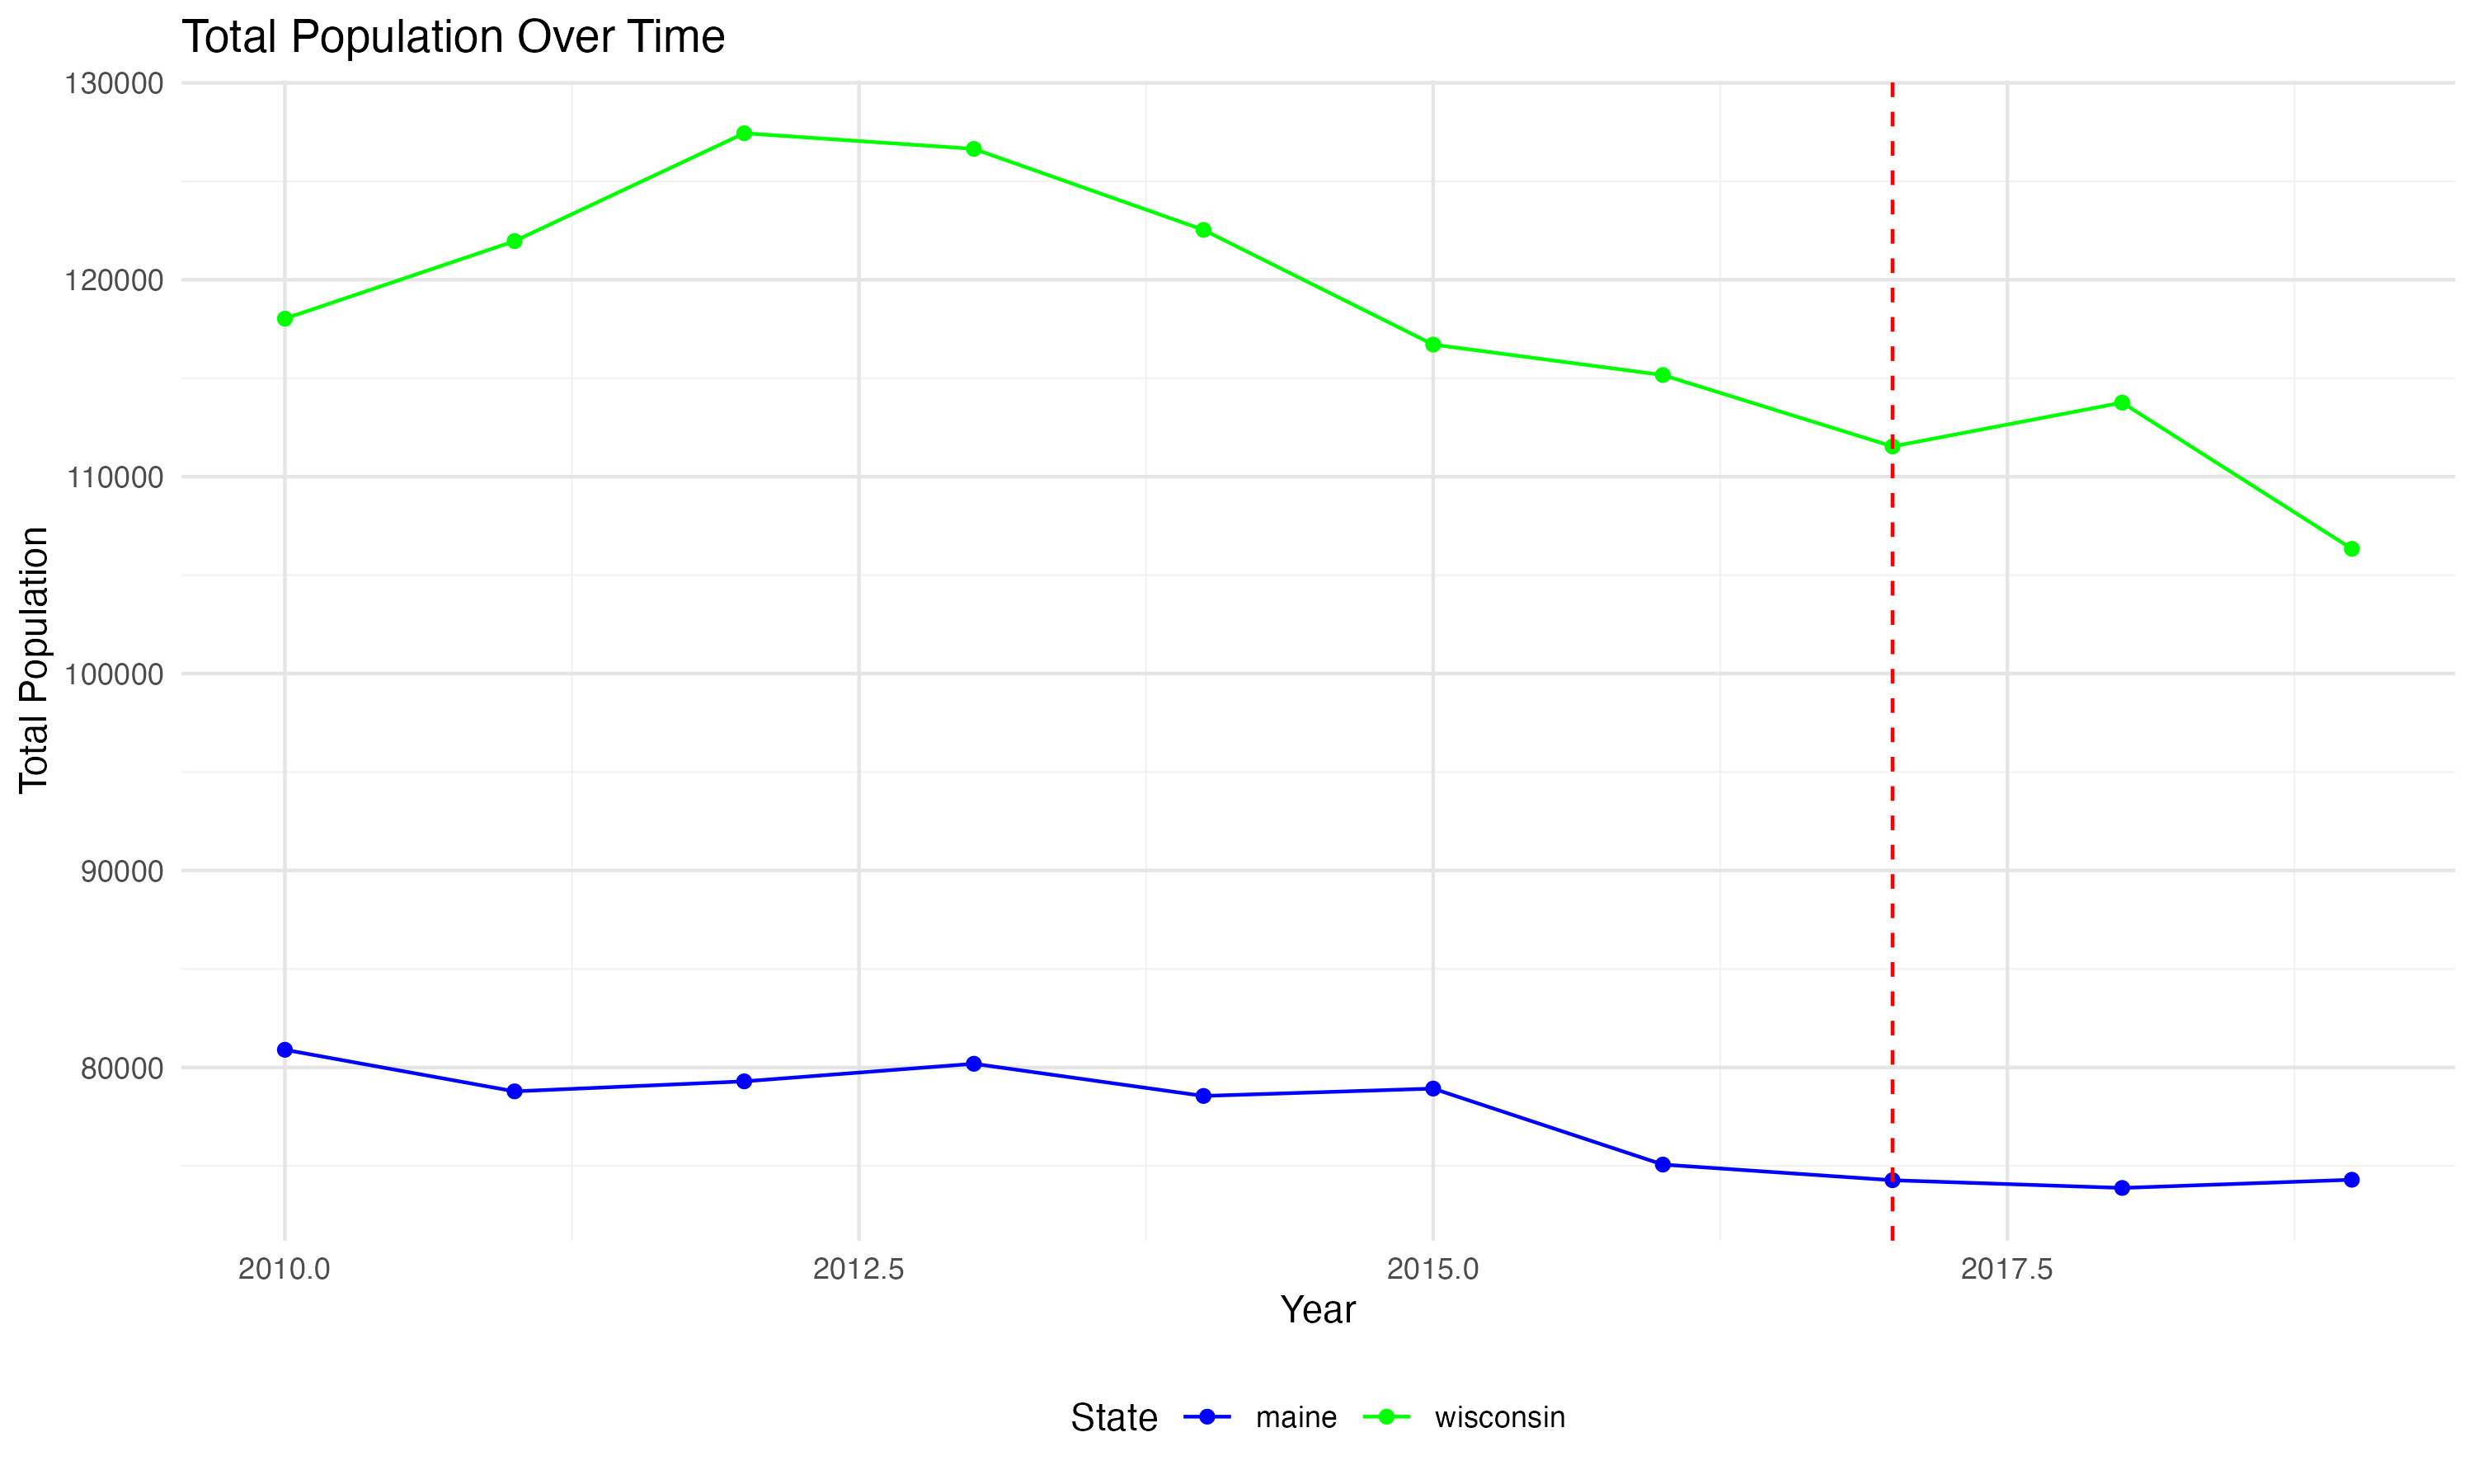 Total Population Over Time
130000
120000
110000
100000
90000
80000
Total Population
2010.0 2012.5 2015.0 2017.5
Year
State maine wisconsin